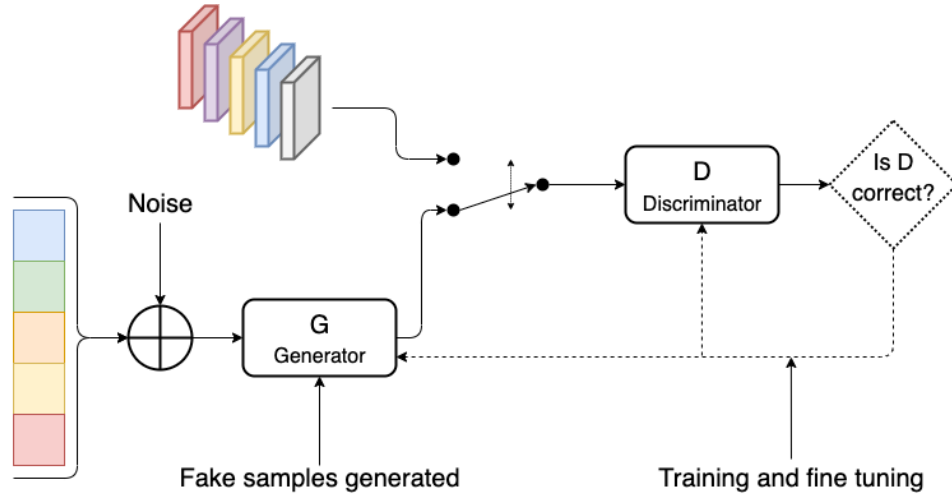 Noise
G
Generator
D
Discriminator
Is D
correct?
Fake samples generated
Training and fine tuning